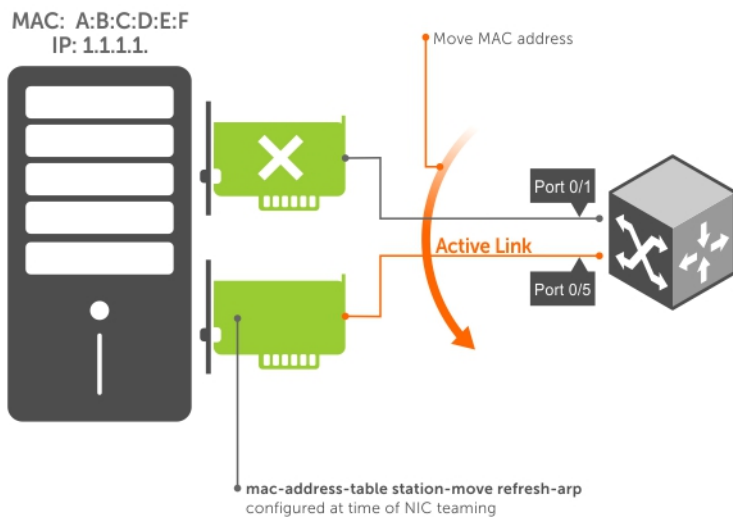 MAC: A:B:C:D:E:F
IP: 1.1.1.1.
Move MAC address
Port 0/1
Active Link
Port 0/5
mac-address-table station-move refresh-arp
configured at time of NIC teaming